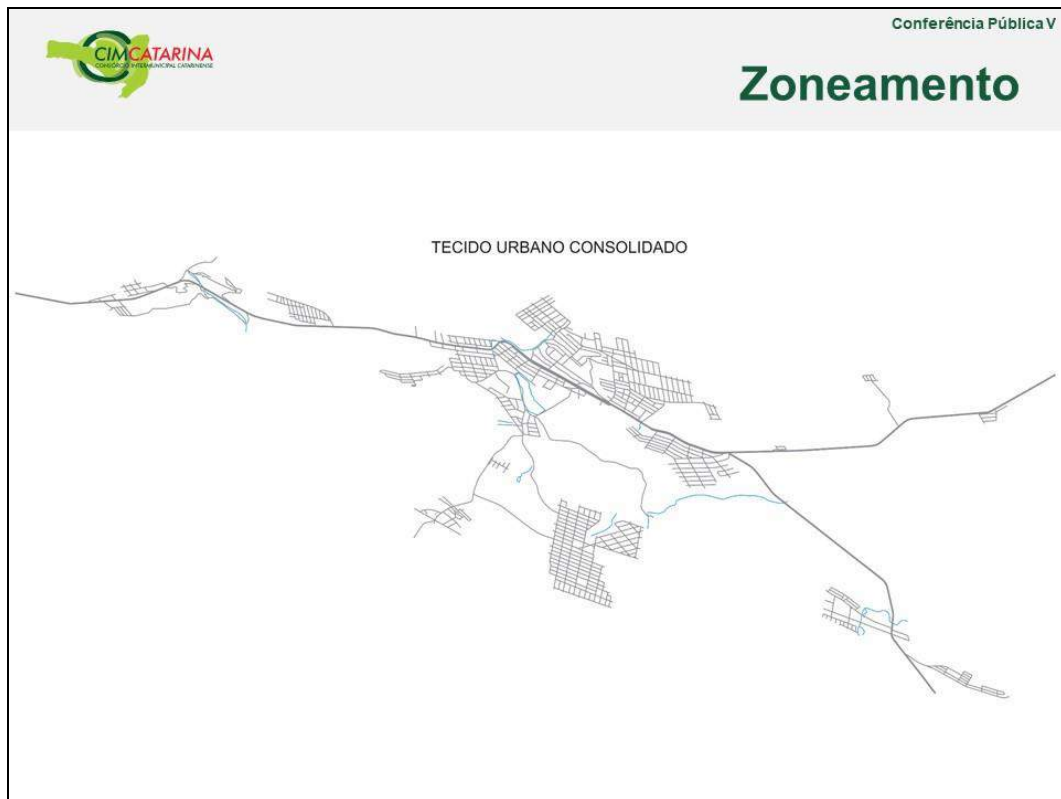 Conferência Pública V
CIMCATARINA
CONSÓRCIO INTERMUNICIPAL CATARINENSE
Zoneamento
TECIDO URBANO CONSOLIDADO